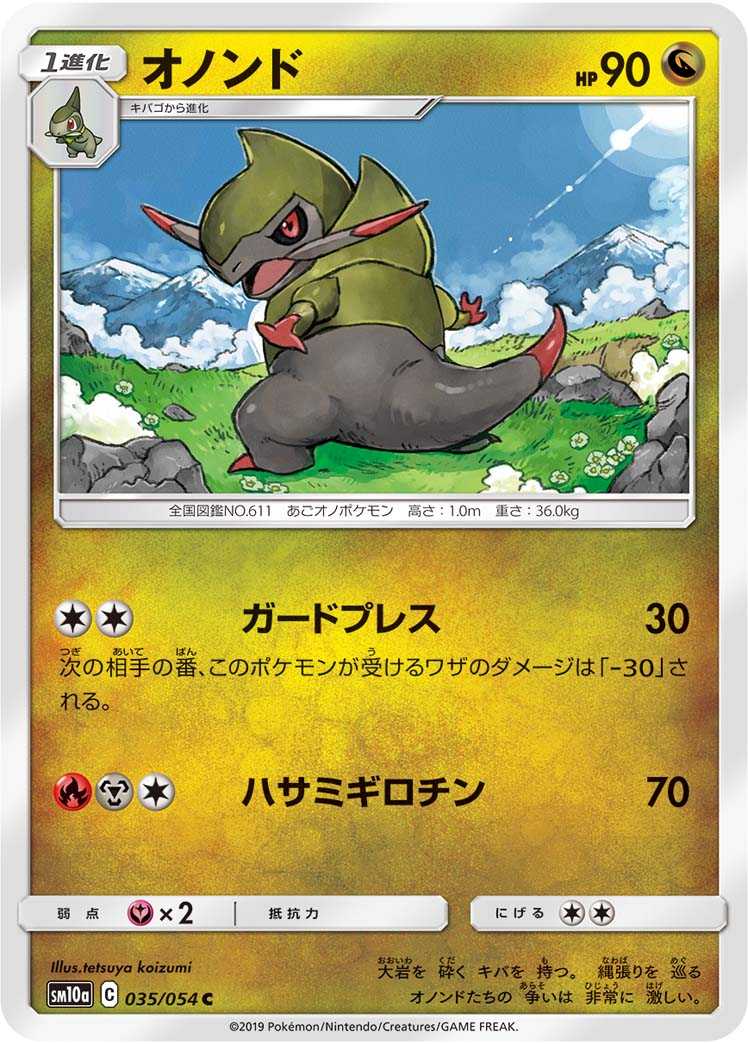 1進化
オノンド
HP 90
キバゴから進化
全国図鑑NO.611 あごオノポケモン 高さ：1.0m 重さ：36.0kg
ガードプレス 30
次の相手の番、このポケモンが受けるワザのダメージは「-30」さ
れる。
ハサミギロチン 70
弱点 ×2 抵抗力 にげる
Illus.tetsuya koizumi
大岩を 砕く キバを 持つ。 縄張りを 巡る
オノンドたちの 争いは 非常に 激しい。
sm10a C 035/054 C
©2019 Pokémon/Nintendo/Creatures/GAME FREAK.